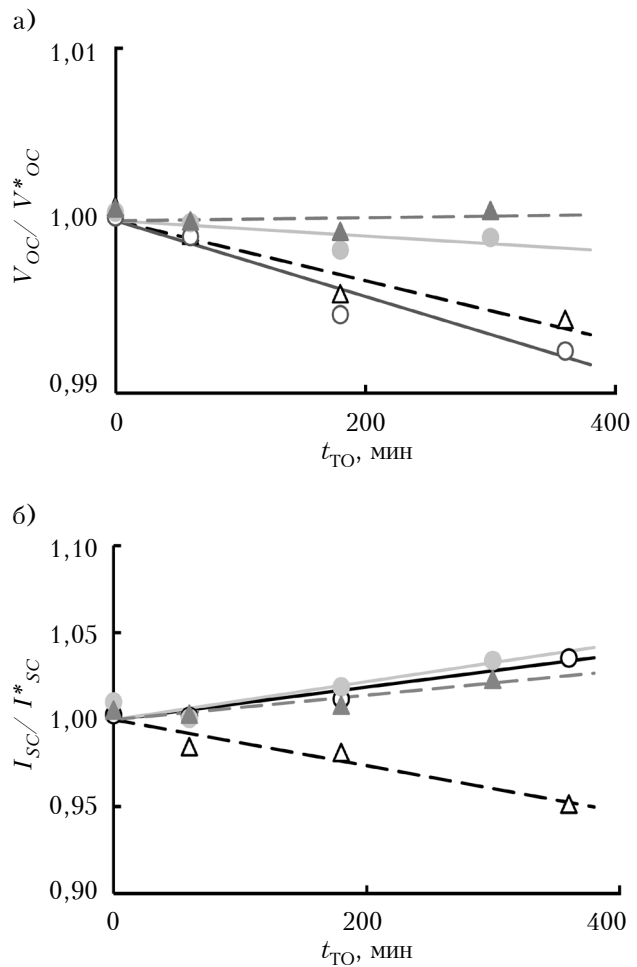 а)
1,01
1,00
0,99
V_OC / V*_OC
0 200 400
t_ТО, мин
б)
1,10
1,05
1,00
0,95
0,90
I_SC / I*_SC
0 200 400
t_ТО, мин